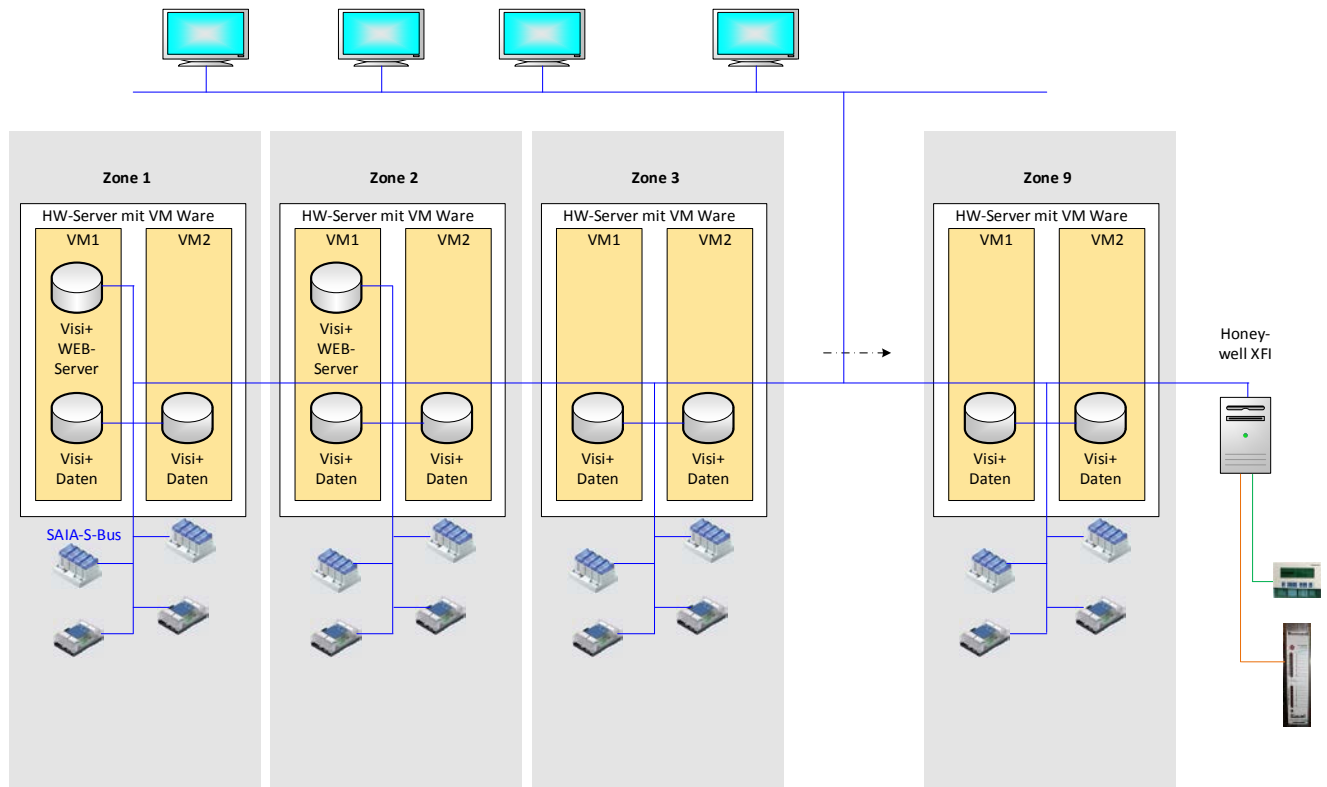 Zone 1
HW-Server mit VM Ware
VM1
VM2
Visi+
WEB-
Server
Visi+
Daten
Visi+
Daten
SAIA-S-Bus
Zone 2
HW-Server mit VM Ware
VM1
VM2
Visi+
WEB-
Server
Visi+
Daten
Visi+
Daten
Zone 3
HW-Server mit VM Ware
VM1
VM2
Visi+
Daten
Visi+
Daten
Zone 9
HW-Server mit VM Ware
VM1
VM2
Visi+
Daten
Visi+
Daten
Honey-
well XFI